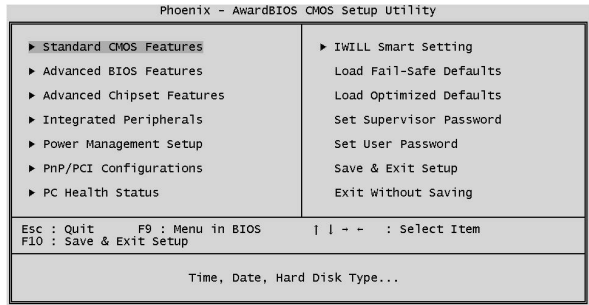 Phoenix - AwardBIOS CMOS Setup Utility
▶ Standard CMOS Features
▶ Advanced BIOS Features
▶ Advanced Chipset Features
▶ Integrated Peripherals
▶ Power Management Setup
▶ PnP/PCI Configurations
▶ PC Health Status
▶ IWILL Smart Setting
Load Fail-Safe Defaults
Load Optimized Defaults
Set Supervisor Password
Set User Password
Save & Exit Setup
Exit Without Saving
Esc : Quit F9 : Menu in BIOS ↑ ↓ → ← : Select Item
F10 : Save & Exit Setup
Time, Date, Hard Disk Type...